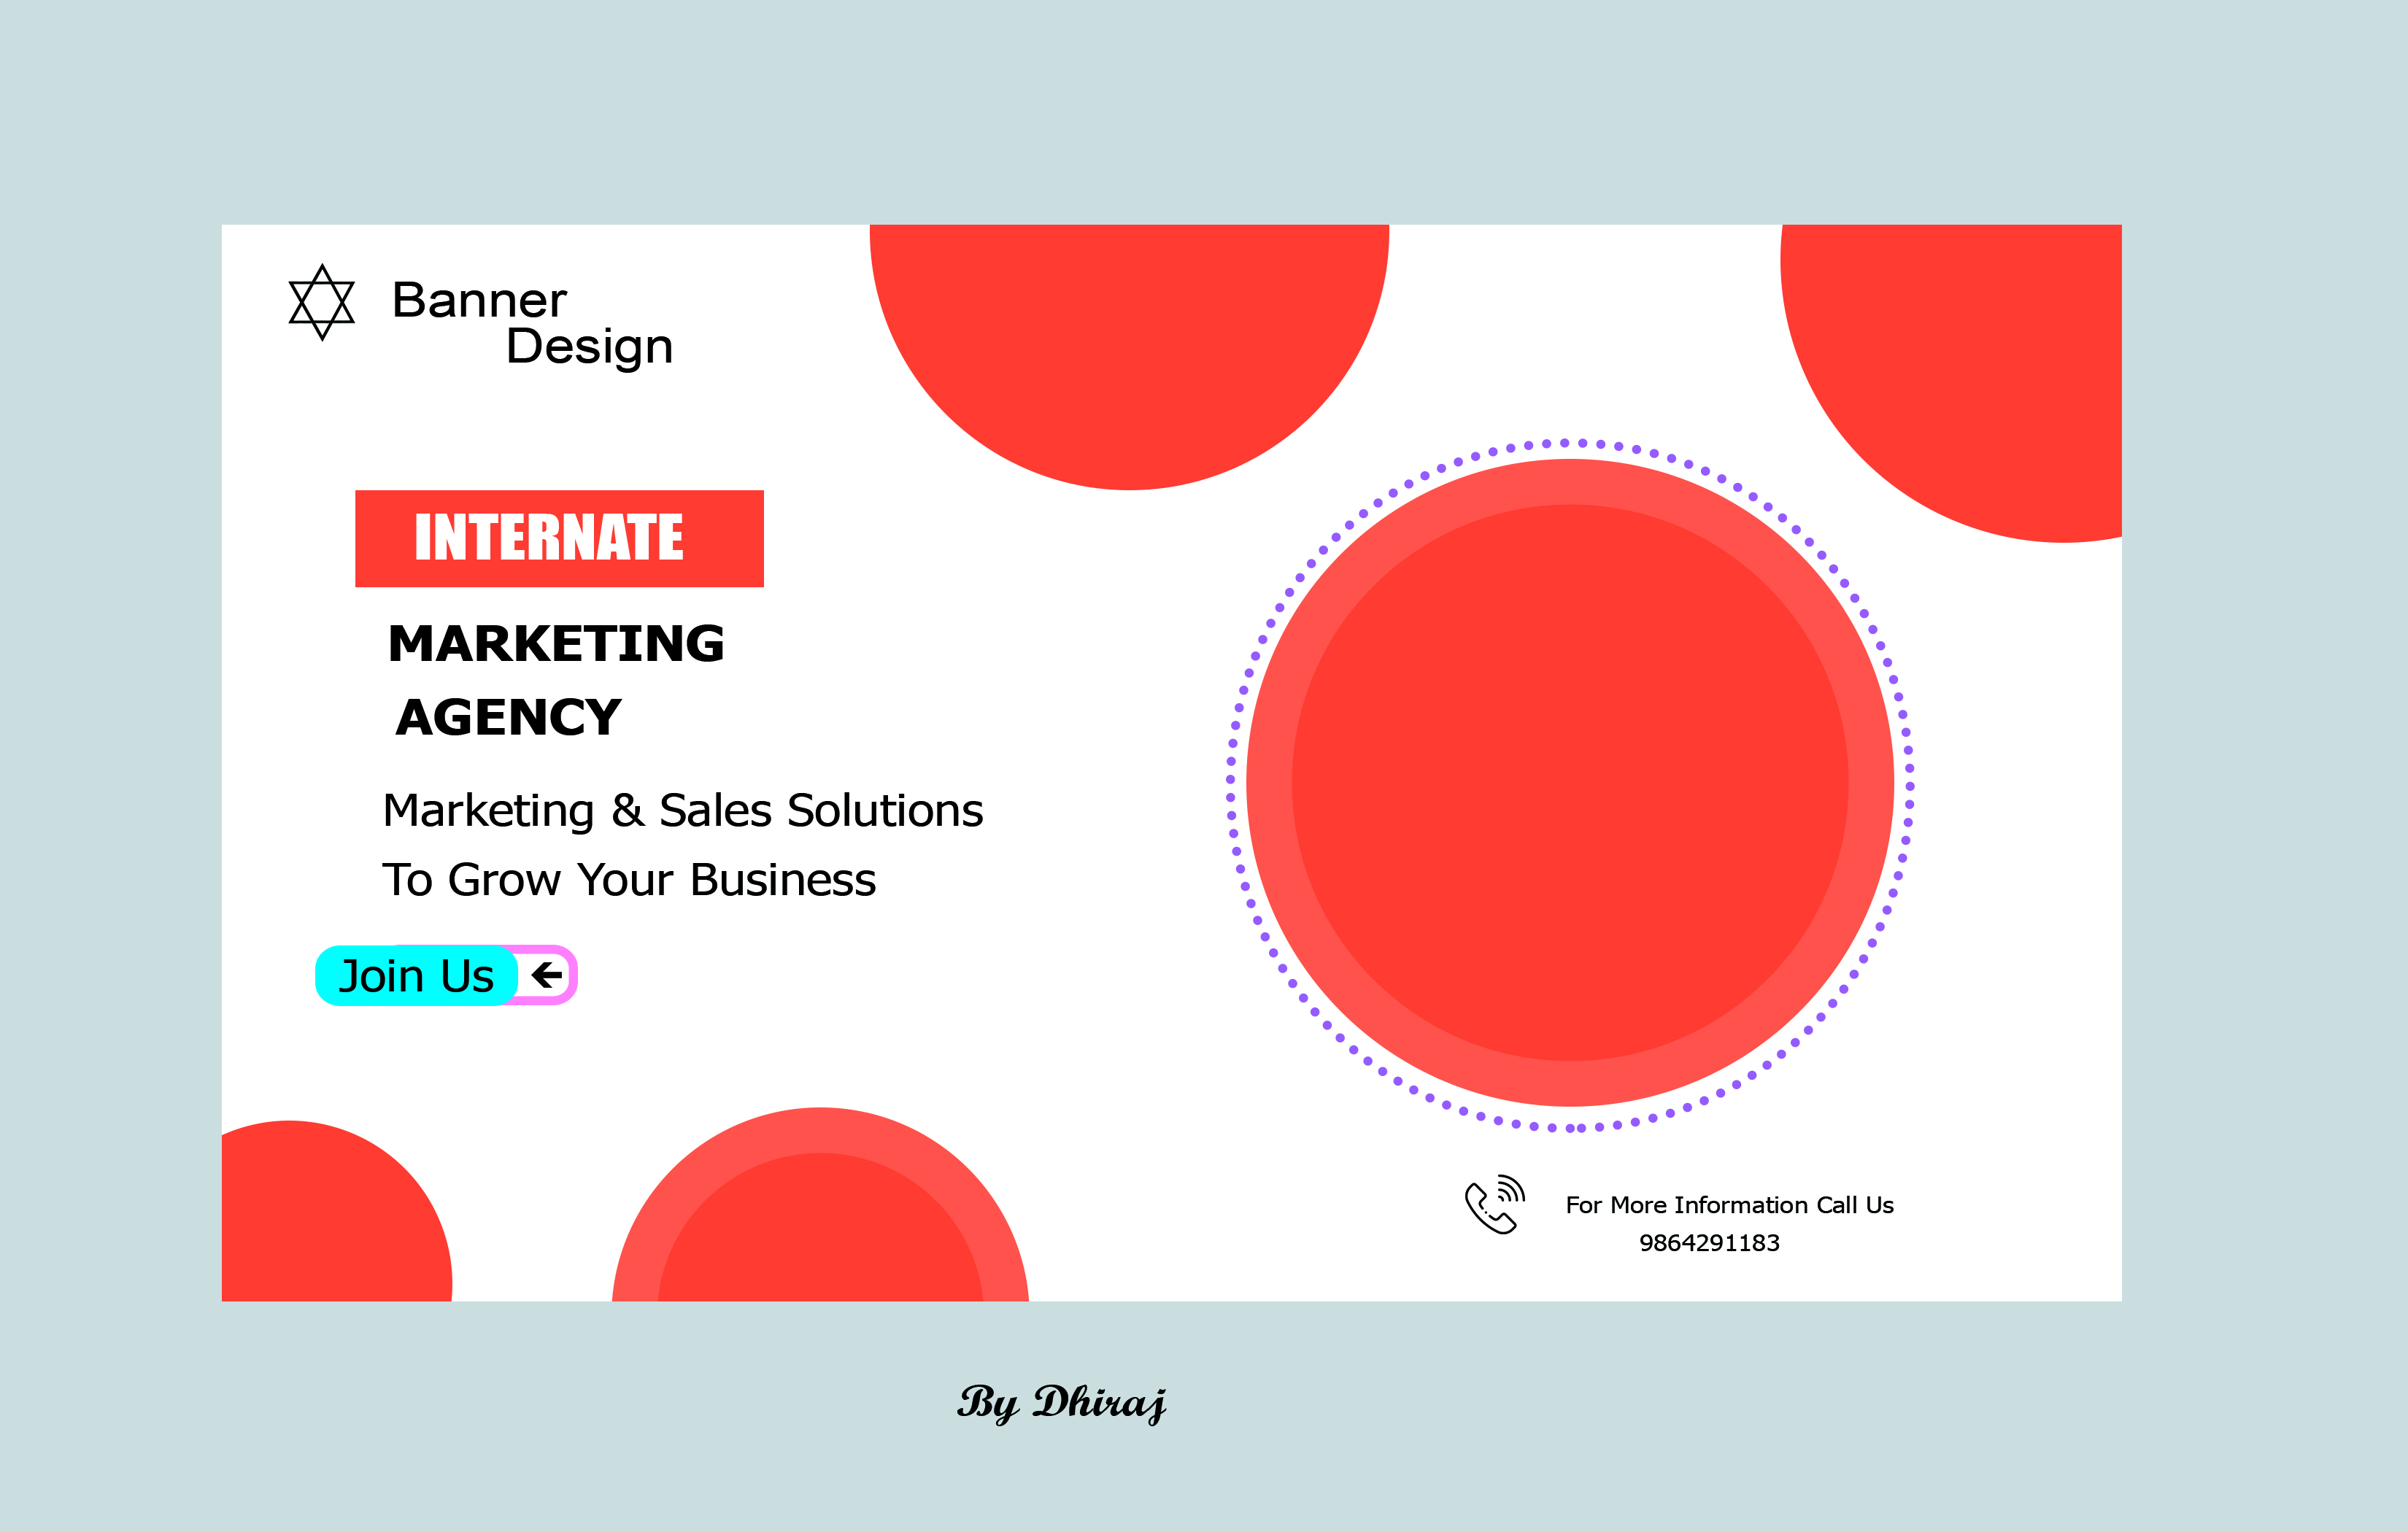 Banner
Design
INTERNATE
MARKETING
AGENCY
Marketing & Sales Solutions
To Grow Your Business
Join Us
For More Information Call Us
9864291183
By Dhiraj